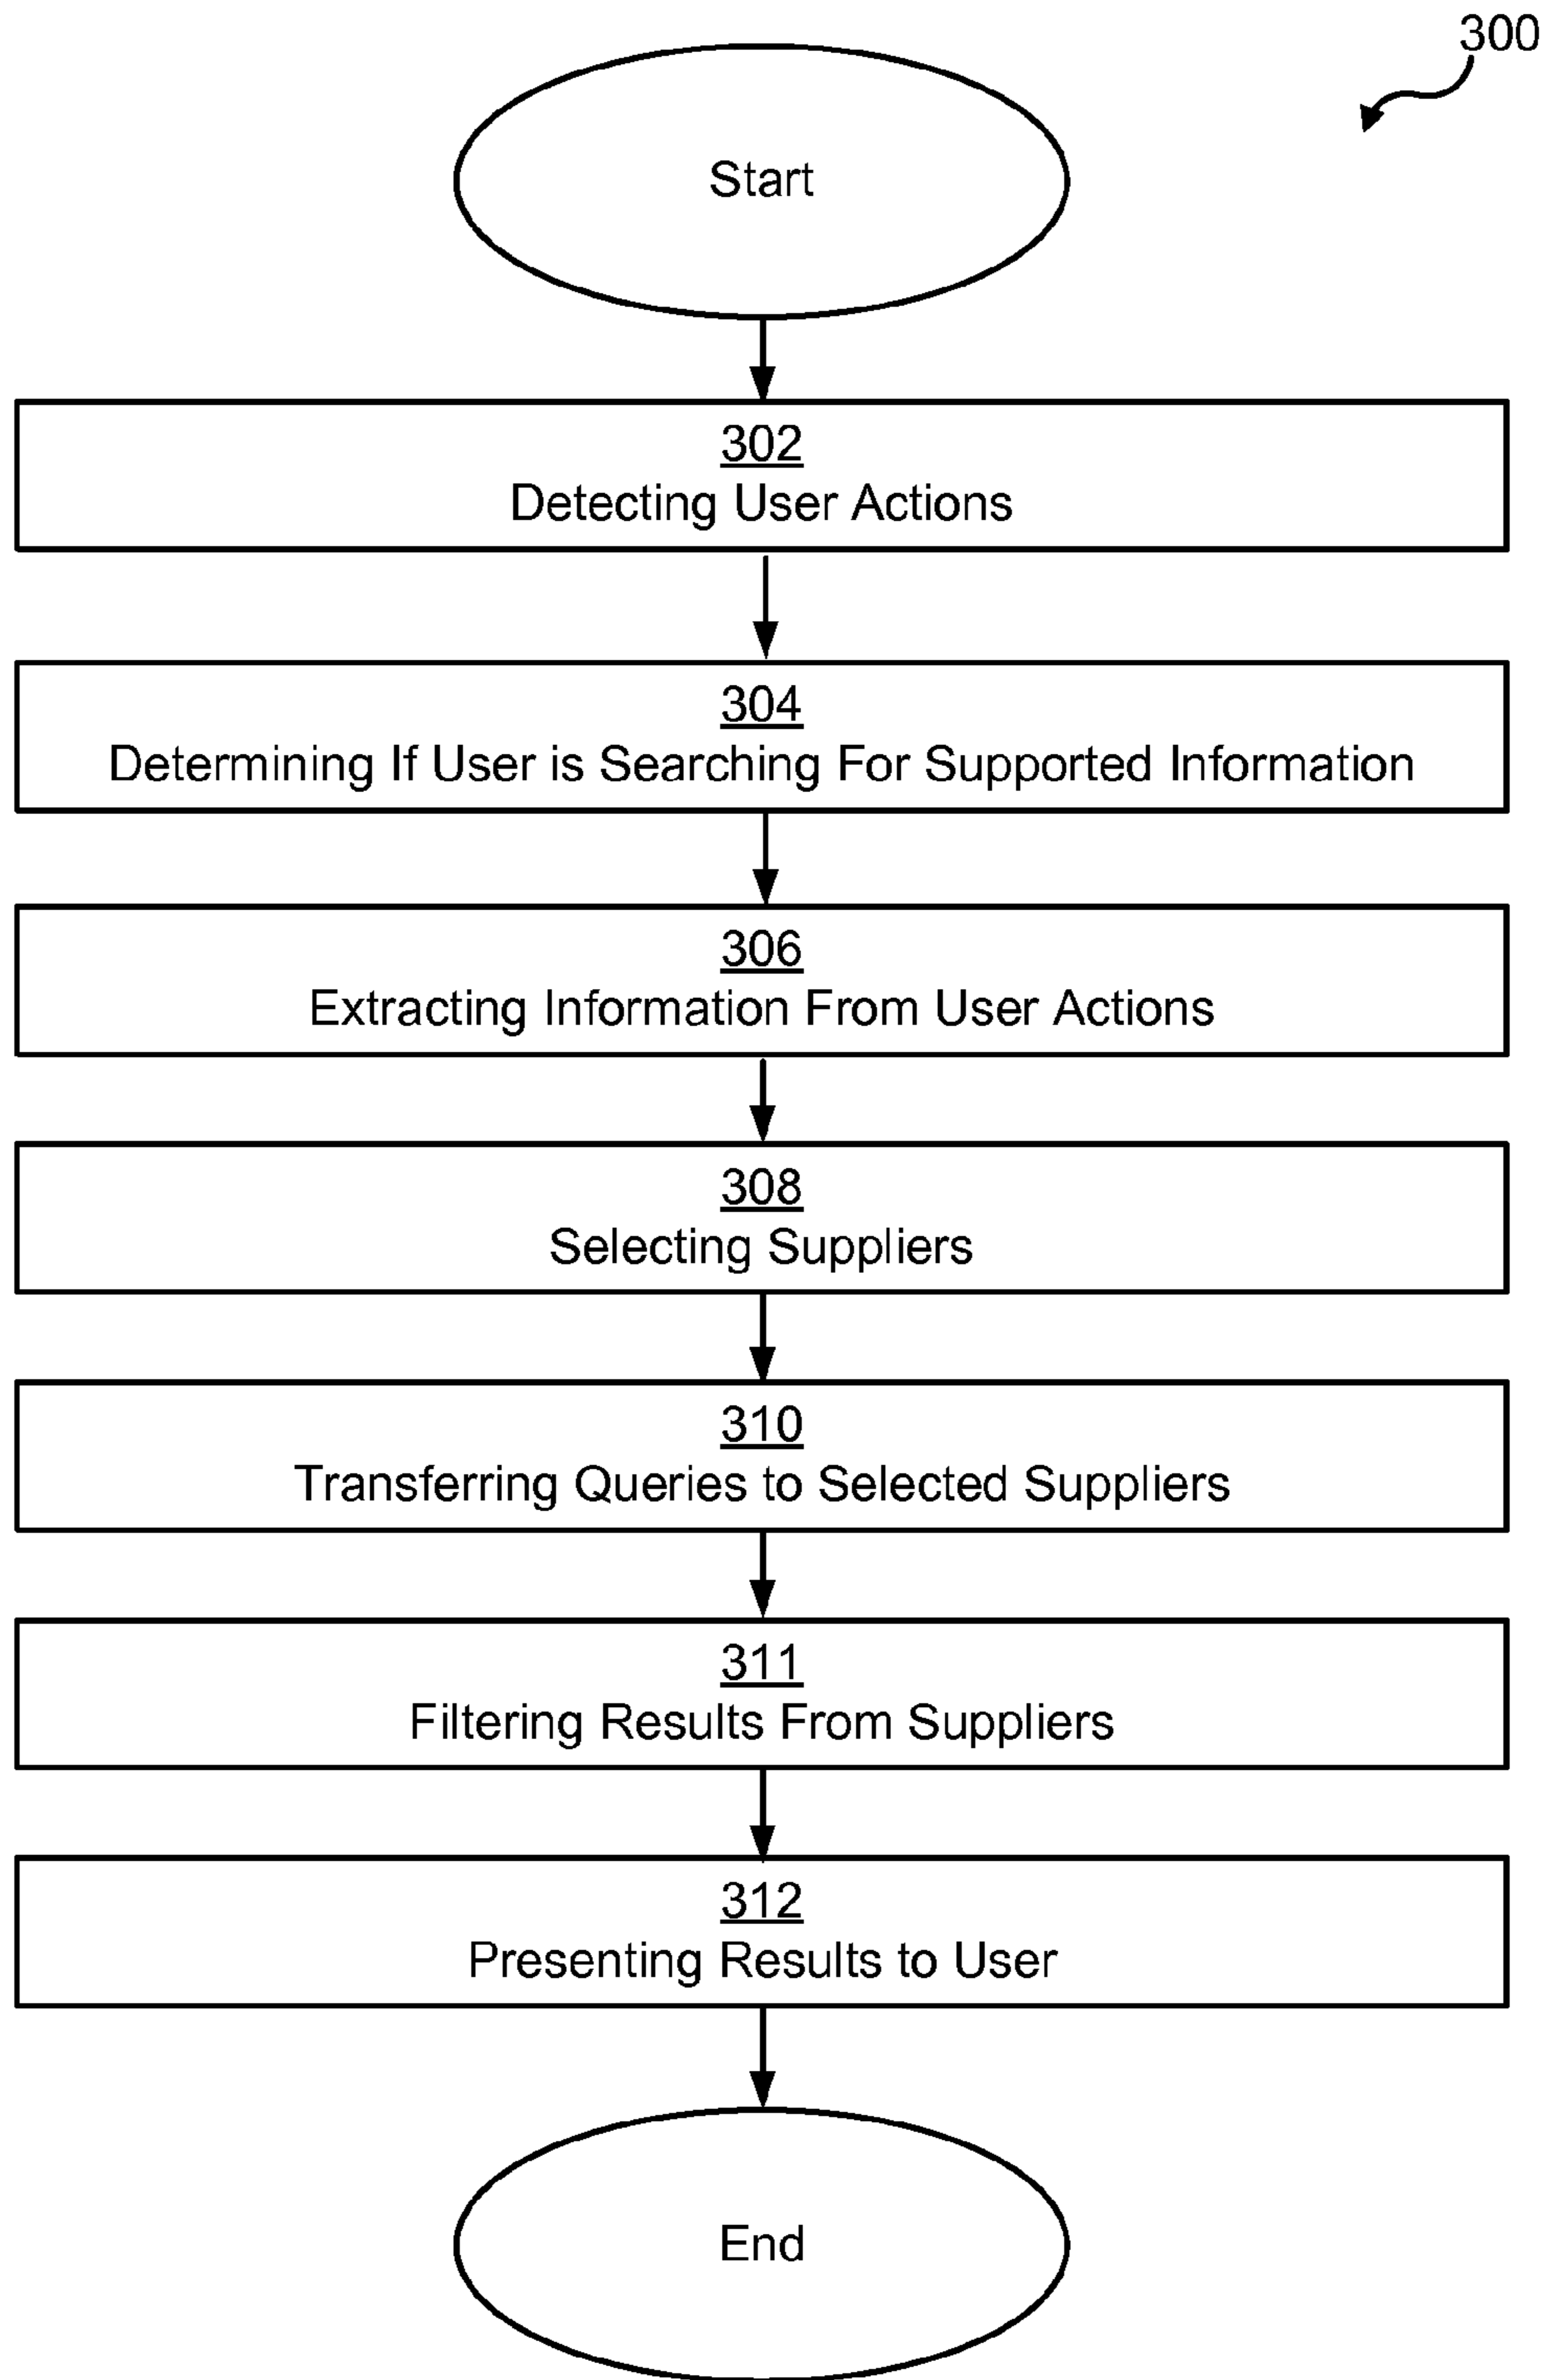 300
Start
302
Detecting User Actions
304
Determining If User is Searching For Supported Information
306
Extracting Information From User Actions
308
Selecting Suppliers
310
Transferring Queries to Selected Suppliers
311
Filtering Results From Suppliers
312
Presenting Results to User
End